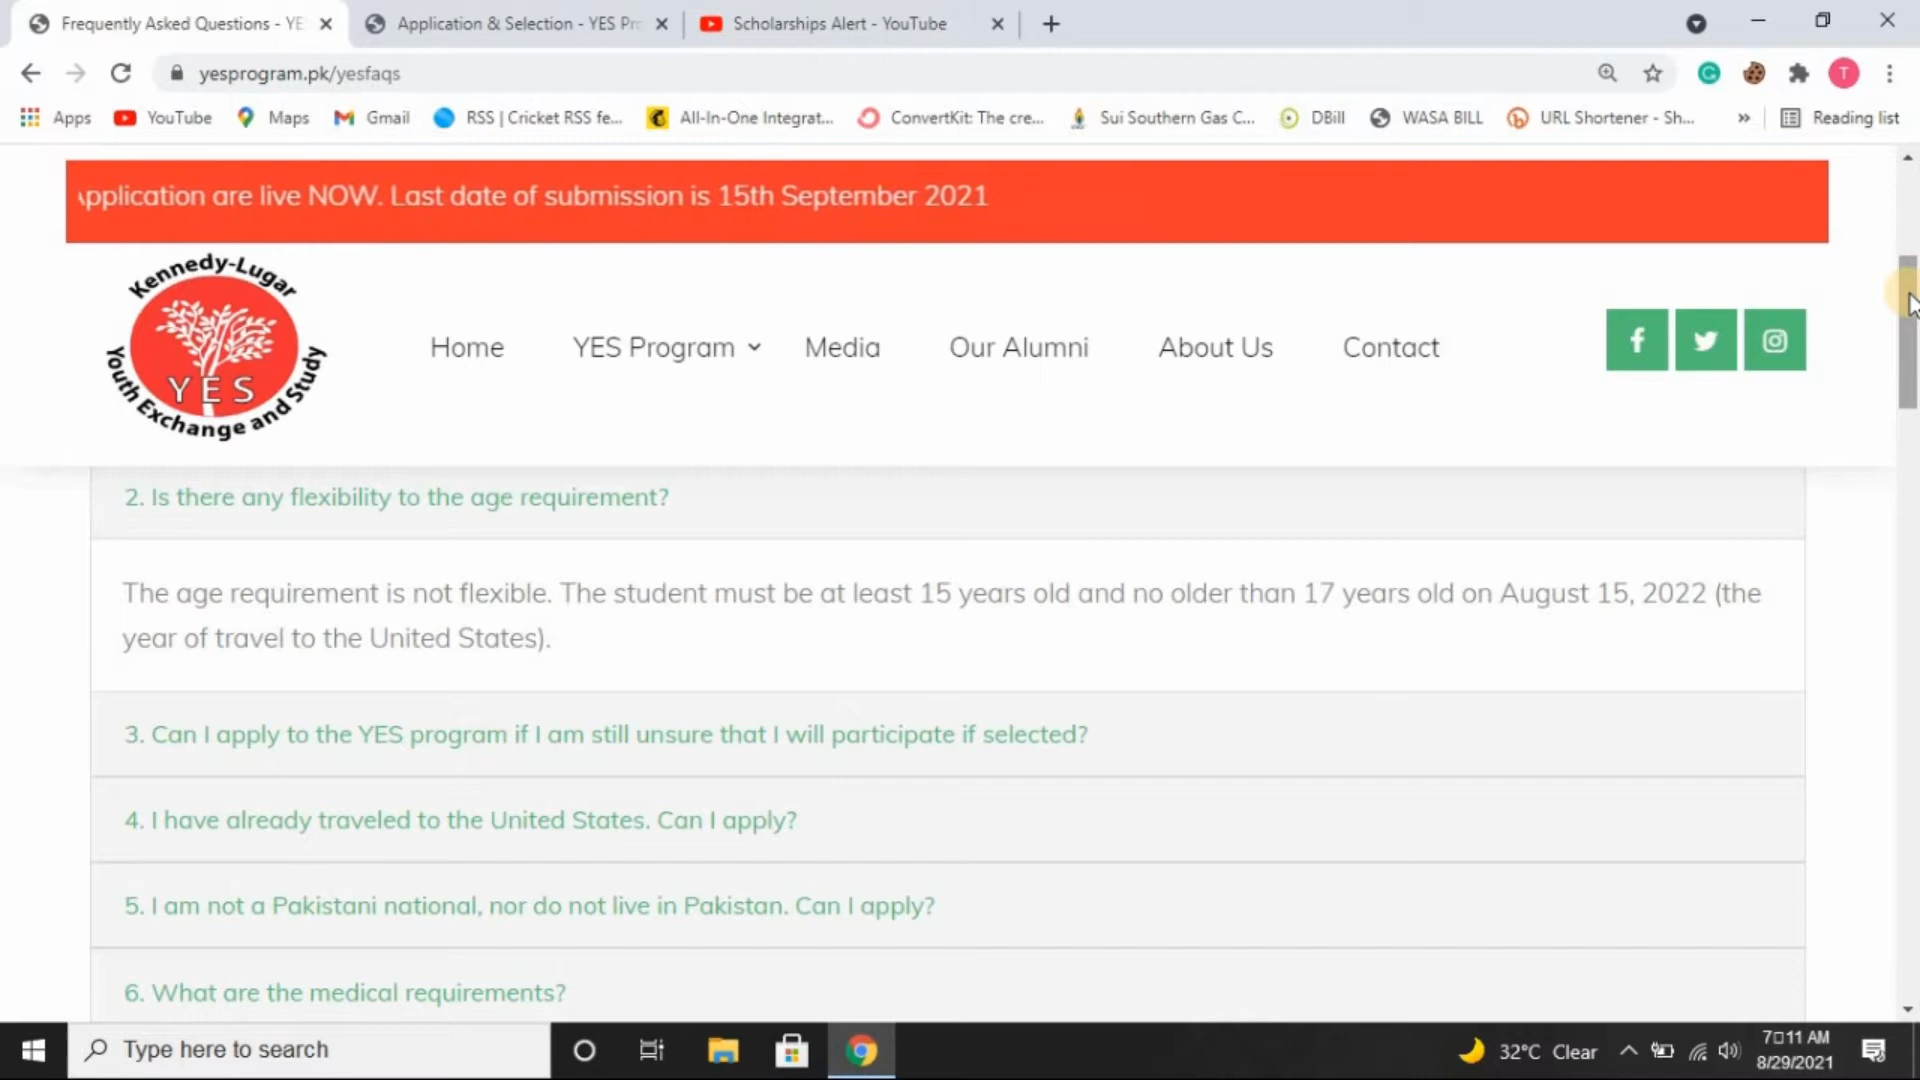 Frequently Asked Questions - YE
Application & Selection - YES Pr
Scholarships Alert - YouTube
yesprogram.pk/yesfaqs
T
Apps
YouTube
Maps
Gmail
RSS | Cricket RSS fe...
All-In-One Integrat...
ConvertKit: The cre...
Sui Southern Gas C...
DBill
WASA BILL
URL Shortener - Sh...
»
Reading list
Application are live NOW. Last date of submission is 15th September 2021
Kennedy-Lugar
YES
Youth Exchange and Study
Home
YES Program
Media
Our Alumni
About Us
Contact
2. Is there any flexibility to the age requirement?
The age requirement is not flexible. The student must be at least 15 years old and no older than 17 years old on August 15, 2022 (the
year of travel to the United States).
3. Can I apply to the YES program if I am still unsure that I will participate if selected?
4. I have already traveled to the United States. Can I apply?
5. I am not a Pakistani national, nor do not live in Pakistan. Can I apply?
6. What are the medical requirements?
Type here to search
32°C Clear
7▯11 AM
8/29/2021